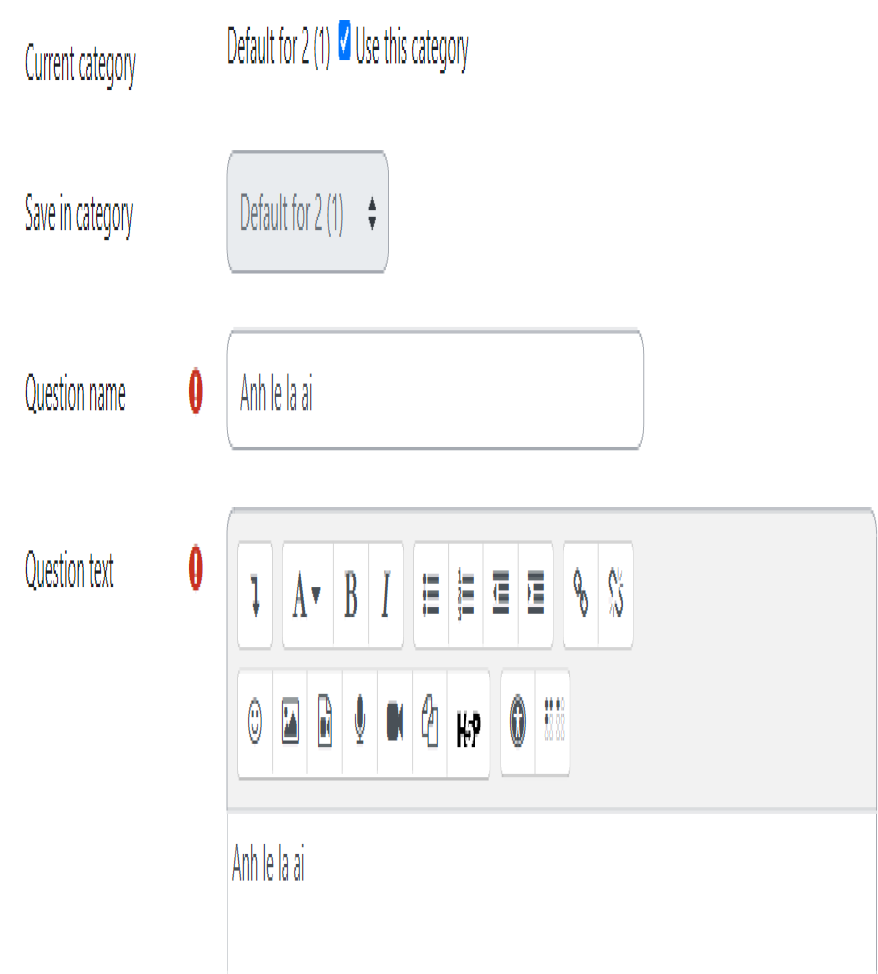 Current category
Default for 2 (1) Use this category
Save in category
Default for 2 (1)
Question name
Anh le la ai
Question text
A B I
H-P
Anh le la ai